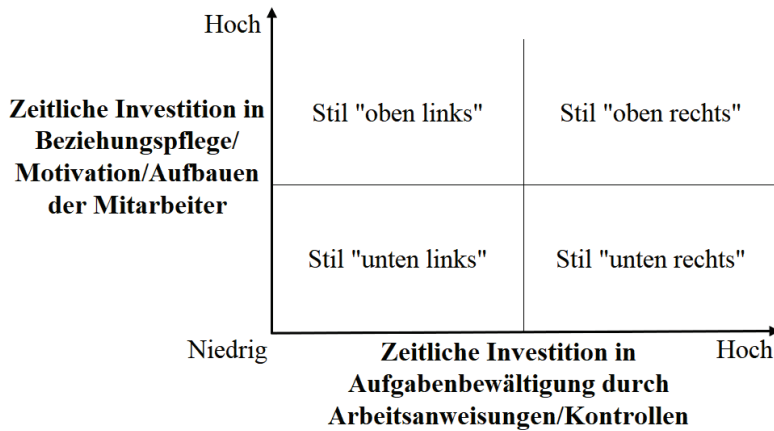 Hoch
Zeitliche Investition in
Beziehungspflege/
Motivation/Aufbauen
der Mitarbeiter
Stil "oben links"
Stil "oben rechts"
Stil "unten links"
Stil "unten rechts"
Niedrig
Zeitliche Investition in
Aufgabenbewältigung durch
Arbeitsanweisungen/Kontrollen
Hoch